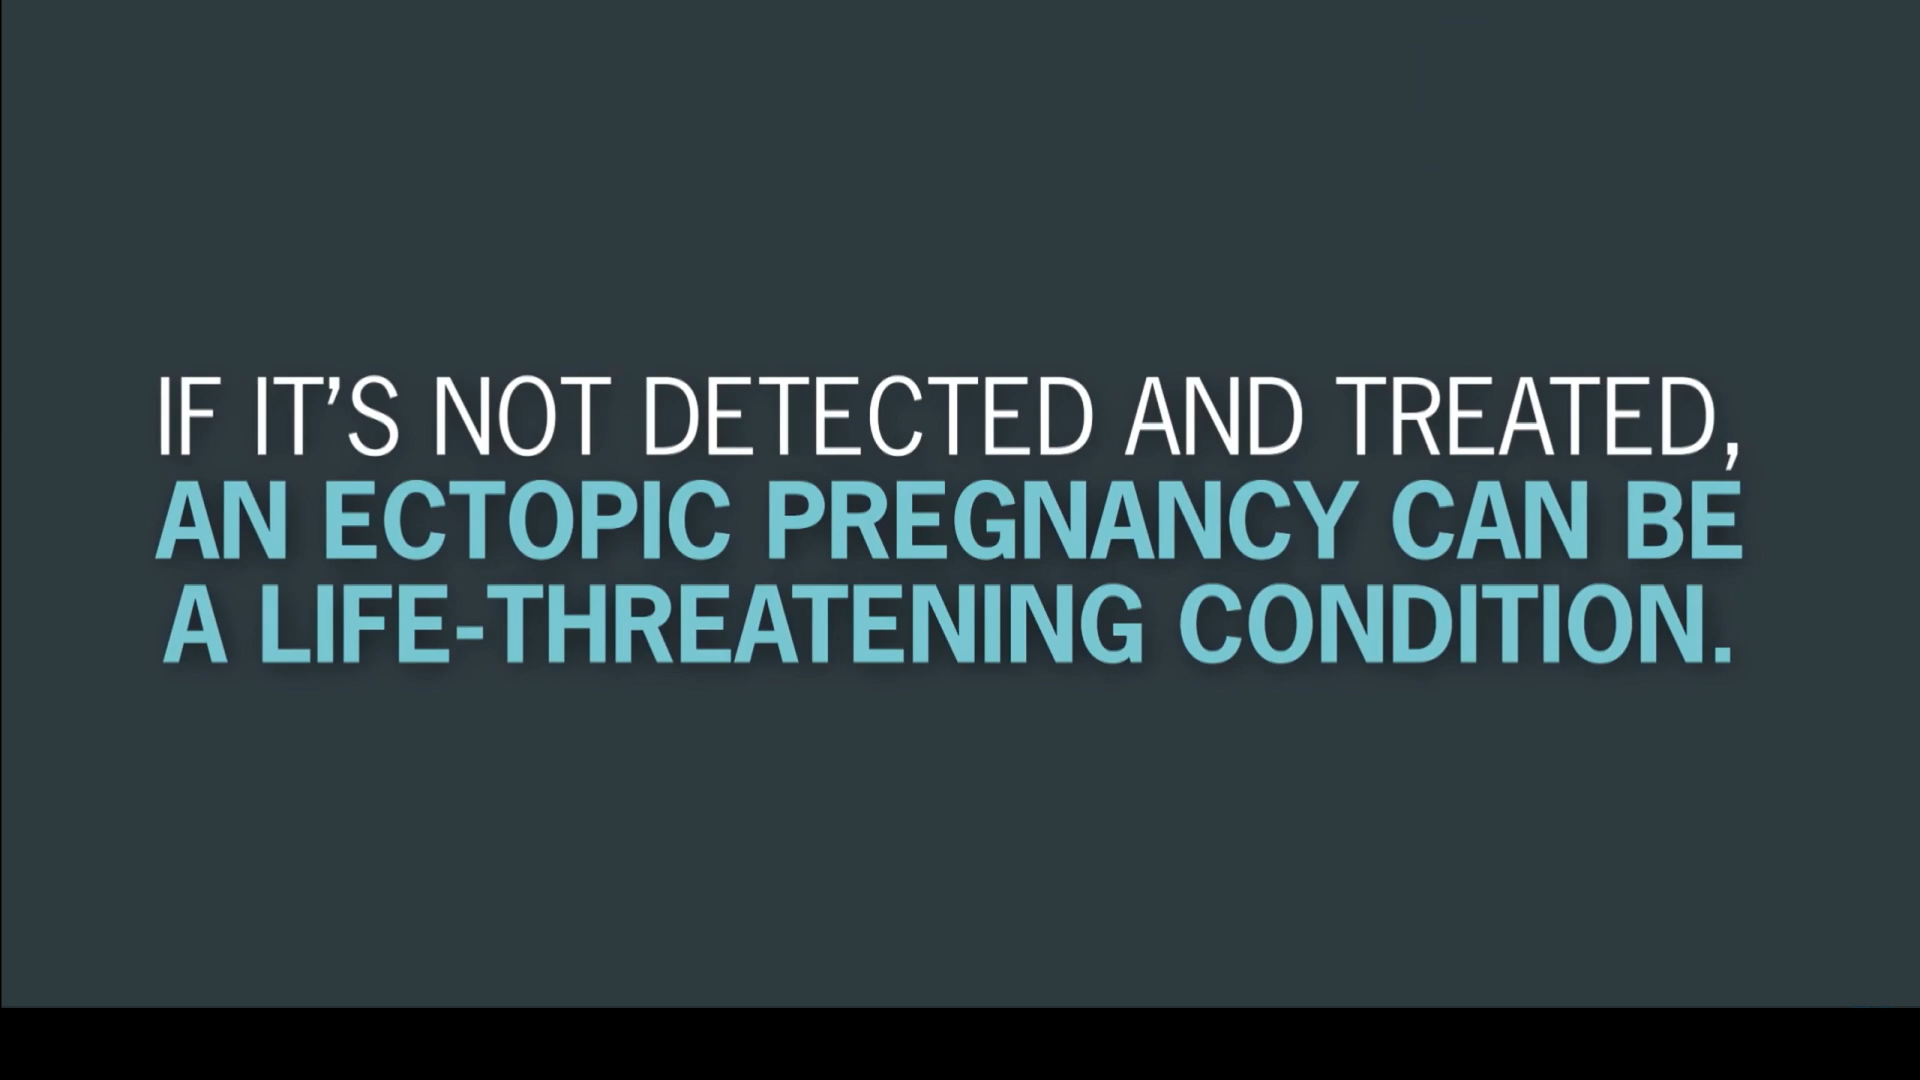 IF IT’S NOT DETECTED AND TREATED,
AN ECTOPIC PREGNANCY CAN BE
A LIFE-THREATENING CONDITION.